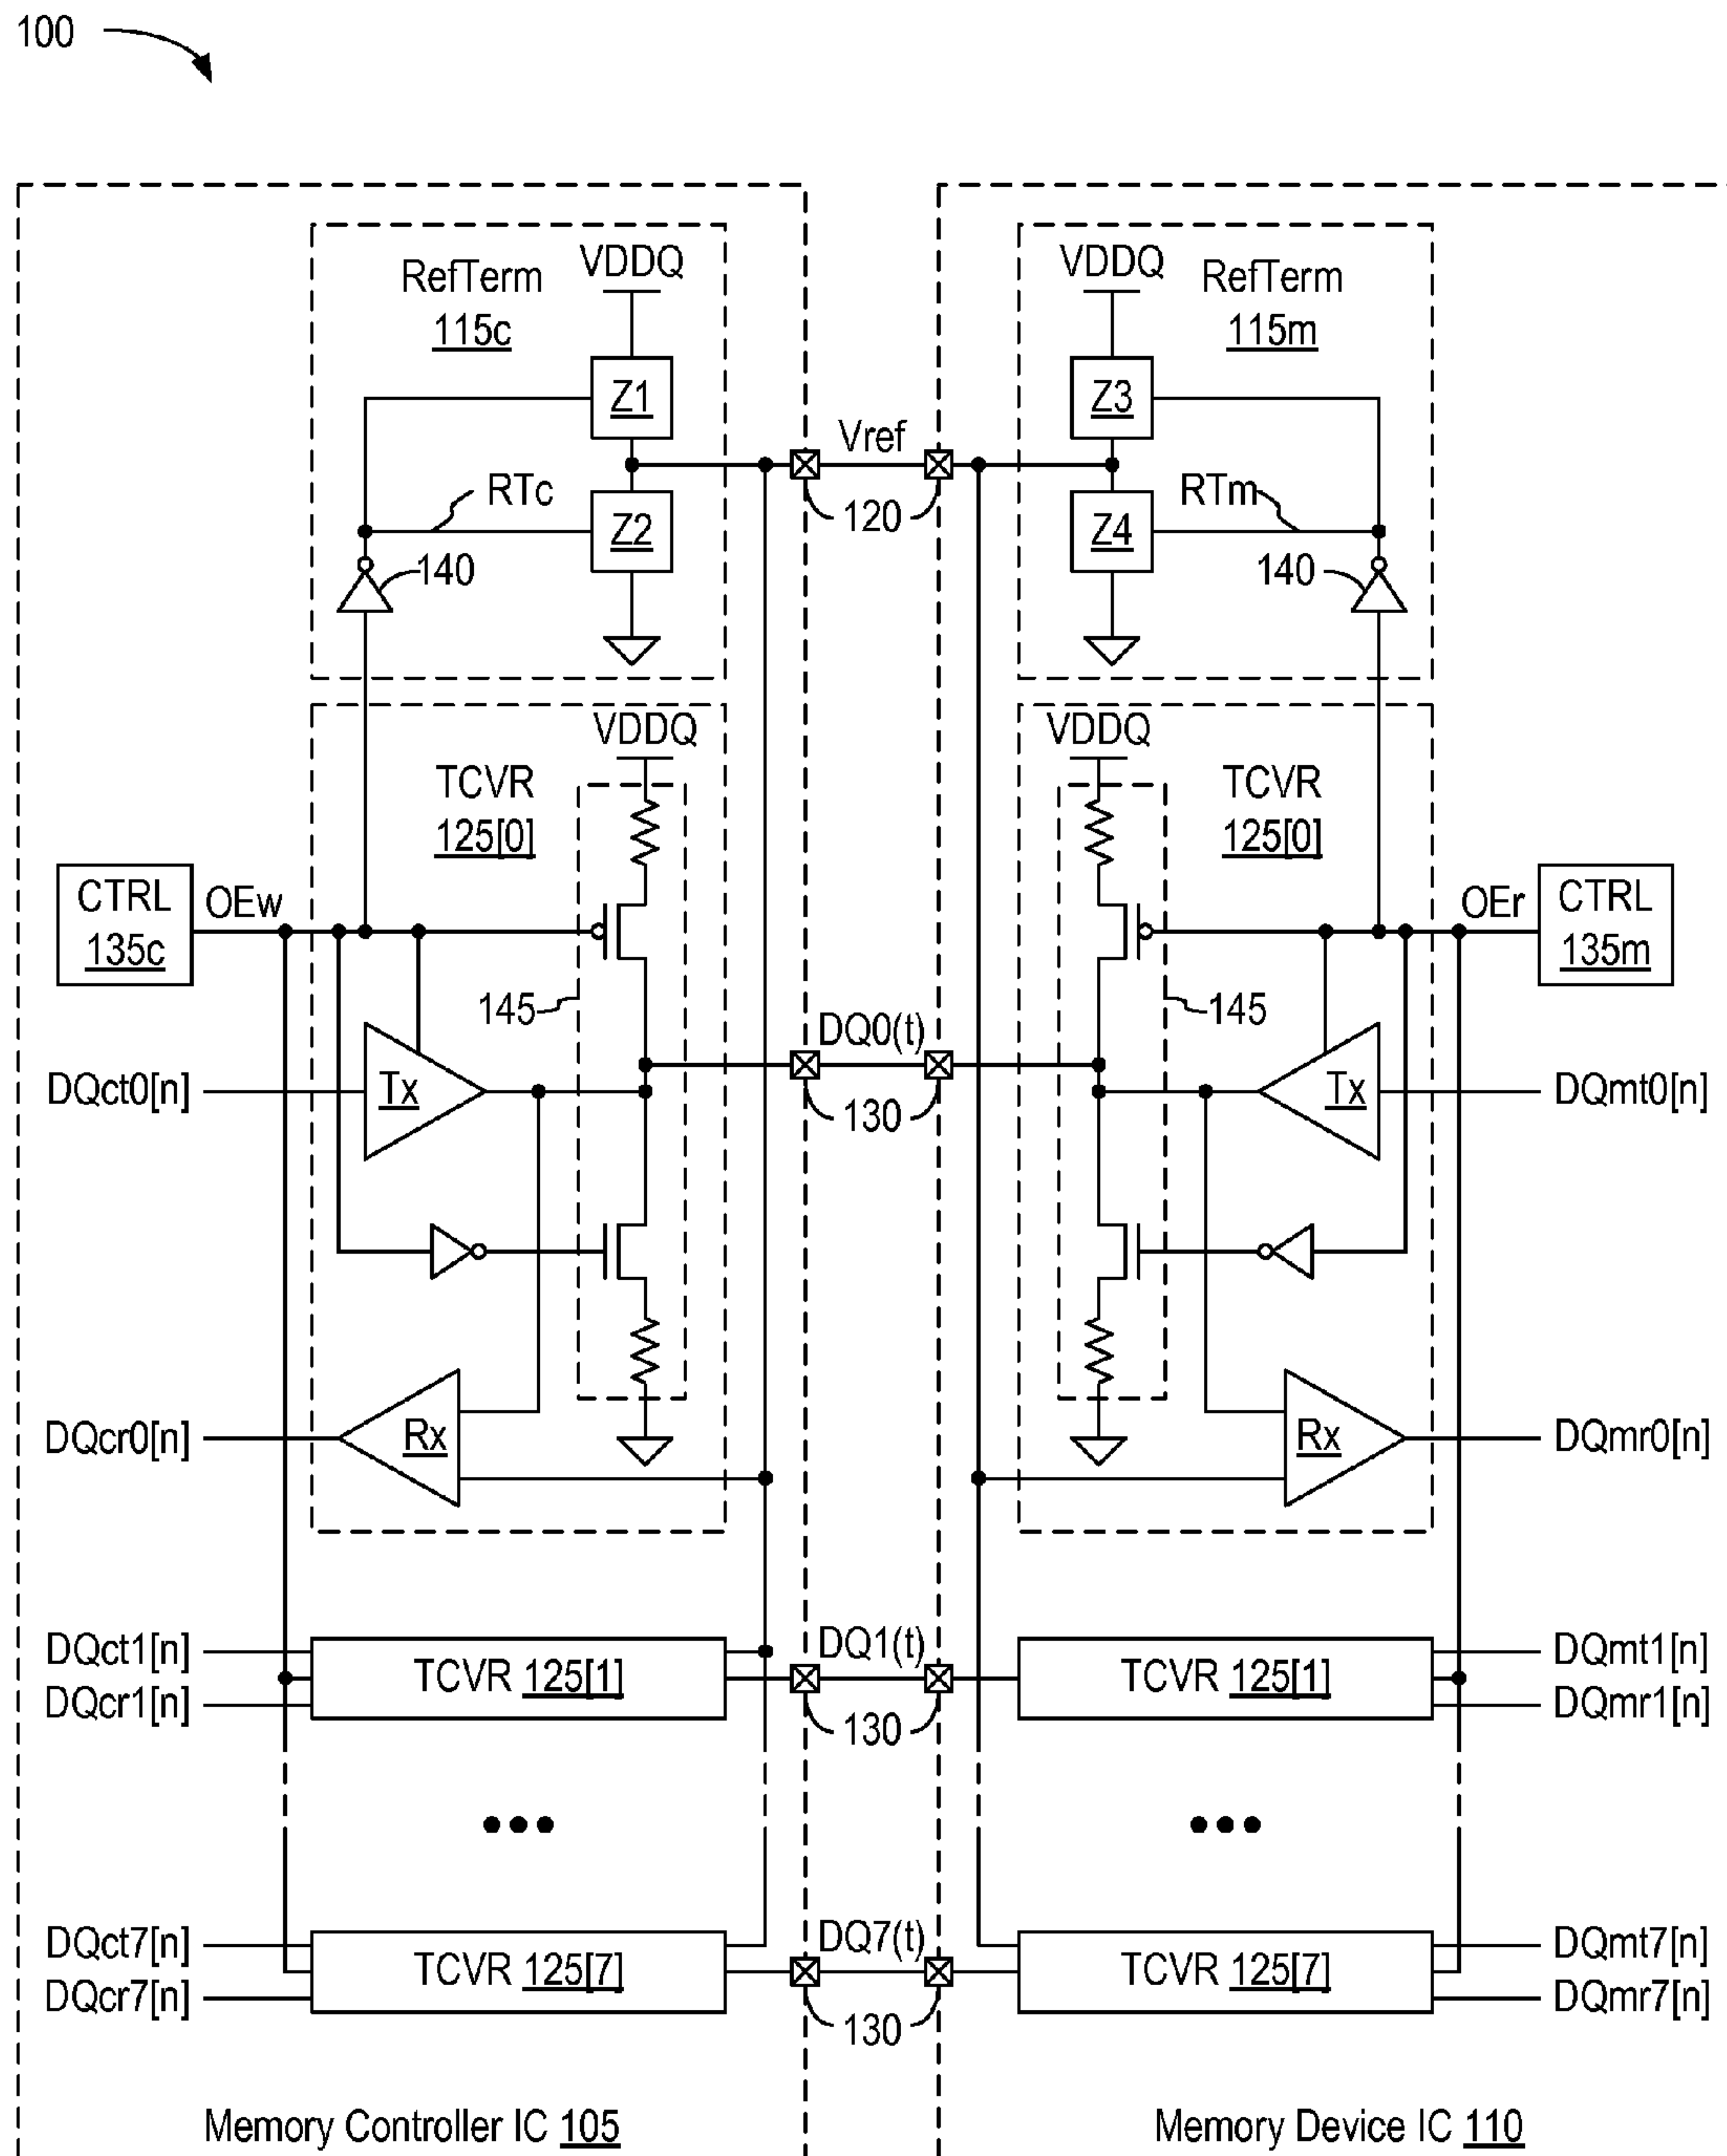 100
VDDQ
RefTerm
115c
Z1
RTc
Z2
140
VDDQ
RefTerm
115m
Z3
RTm
Z4
140
Vref
120
VDDQ
TCVR
125[0]
CTRL
135c
OEw
145
DQct0[n]
Tx
DQcr0[n]
Rx
VDDQ
TCVR
125[0]
OEr
CTRL
135m
145
Tx
DQmt0[n]
Rx
DQmr0[n]
DQ0(t)
130
DQct1[n]
DQcr1[n]
TCVR 125[1]
DQ1(t)
130
TCVR 125[1]
DQmt1[n]
DQmr1[n]
DQct7[n]
DQcr7[n]
TCVR 125[7]
DQ7(t)
130
TCVR 125[7]
DQmt7[n]
DQmr7[n]
Memory Controller IC 105
Memory Device IC 110